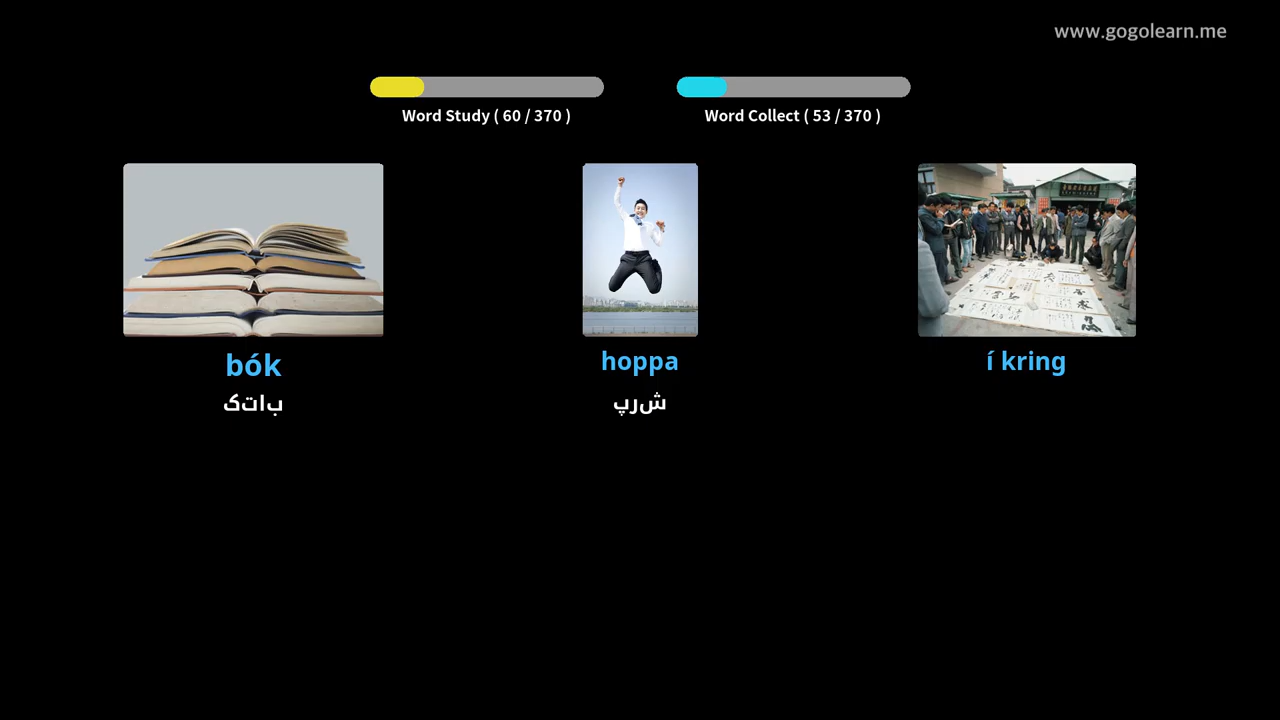 www.gogolearn.me
Word Study ( 60 / 370 )
Word Collect ( 53 / 370 )
bók
باتک
hoppa
شرپ
í kring